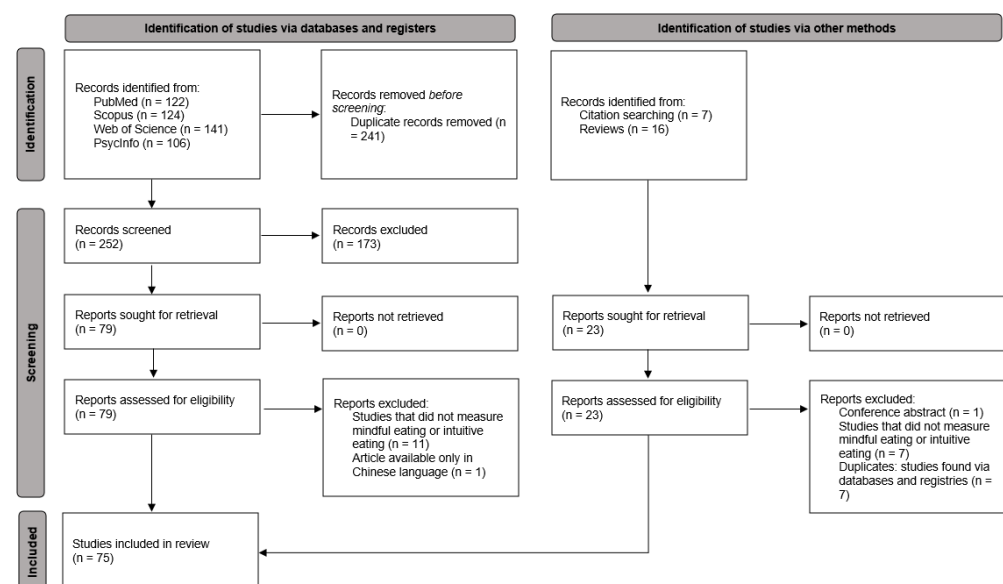 Identification of studies via databases and registers
Identification of studies via other methods
Identification
Records identified from:
PubMed (n = 122)
Scopus (n = 124)
Web of Science (n = 141)
PsycInfo (n = 106)
Records removed before
screening:
Duplicate records removed (n
= 241)
Records identified from:
Citation searching (n = 7)
Reviews (n = 16)
Screening
Records screened
(n = 252)
Records excluded
(n = 173)
Reports sought for retrieval
(n = 79)
Reports not retrieved
(n = 0)
Reports sought for retrieval
(n = 23)
Reports not retrieved
(n = 0)
Reports assessed for eligibility
(n = 79)
Reports excluded:
Studies that did not measure
mindful eating or intuitive
eating (n = 11)
Article available only in
Chinese language (n = 1)
Reports assessed for eligibility
(n = 23)
Reports excluded:
Conference abstract (n = 1)
Studies that did not measure
mindful eating or intuitive
eating (n = 7)
Duplicates: studies found via
databases and registries (n =
7)
Included
Studies included in review
(n = 75)